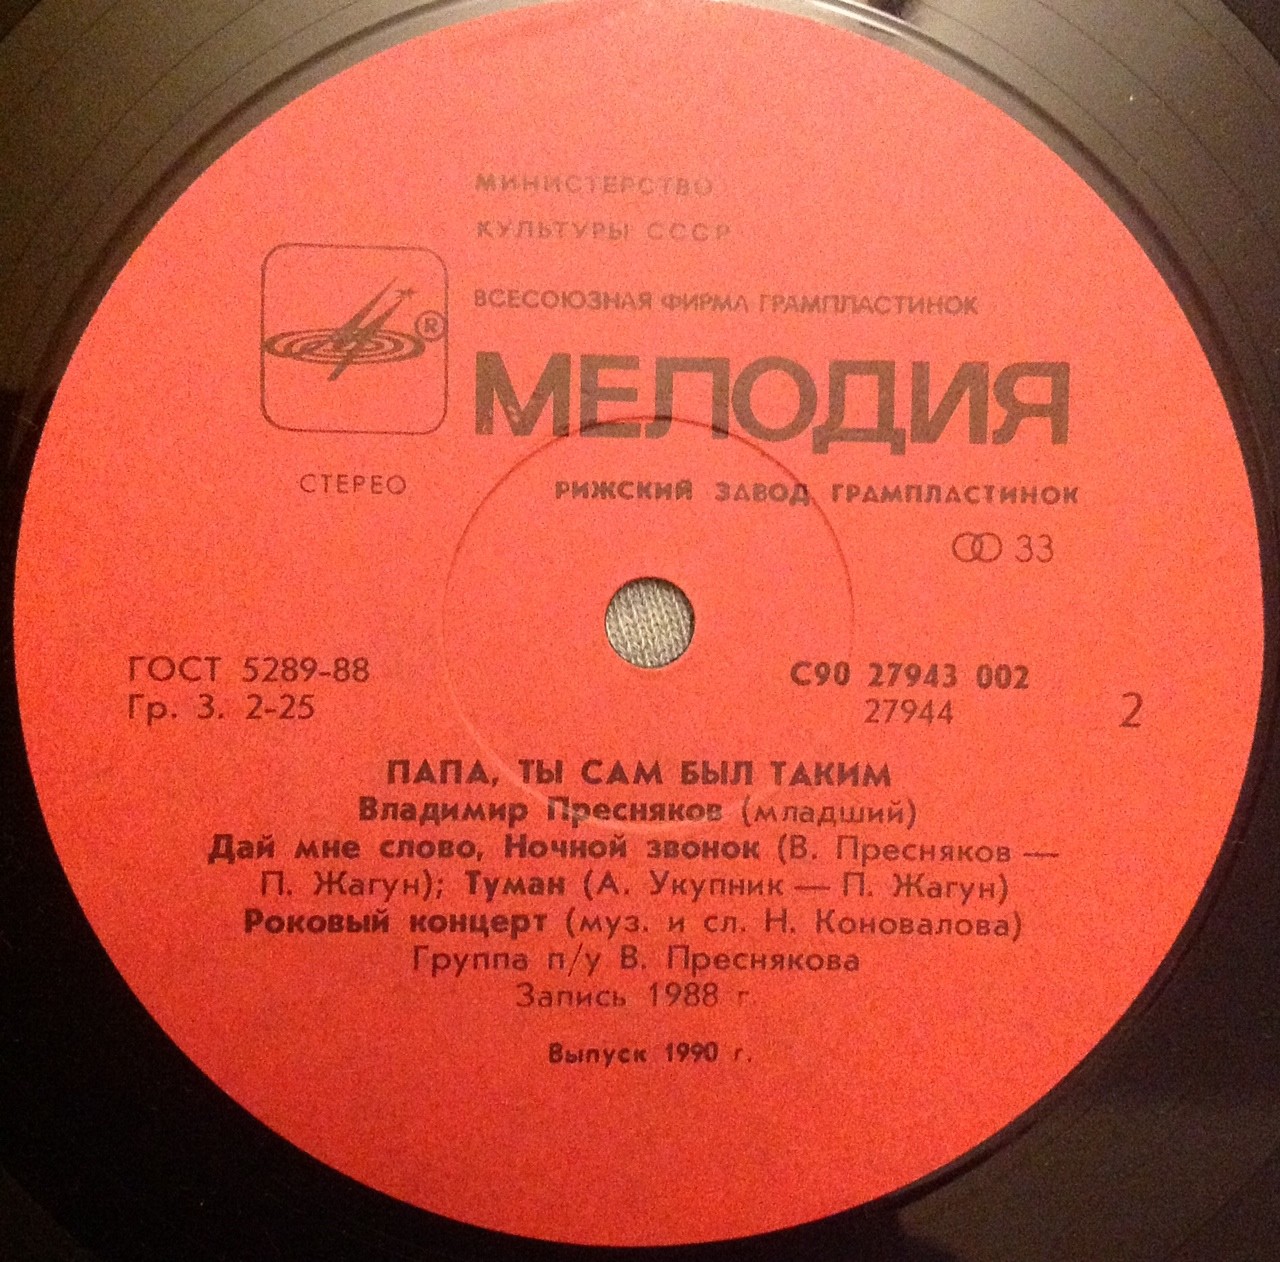 МИНИСТЕРСТВО
КУЛЬТУРЫ СССР
ВСЕСОЮЗНАЯ ФИРМА ГРАМПЛАСТИНОК
®
МЕЛОДИЯ
СТЕРЕО
РИЖСКИЙ ЗАВОД ГРАМПЛАСТИНОК
33
ГОСТ 5289-88
Гр. 3. 2-25
С90 27943 002
27944
2
ПАПА, ТЫ САМ БЫЛ ТАКИМ
Владимир Пресняков (младший)
Дай мне слово, Ночной звонок (В. Пресняков —
П. Жагун); Туман (А. Укупник — П. Жагун)
Роковый концерт (муз. и сл. Н. Коновалова)
Группа п/у В. Преснякова
Запись 1988 г.
Выпуск 1990 г.